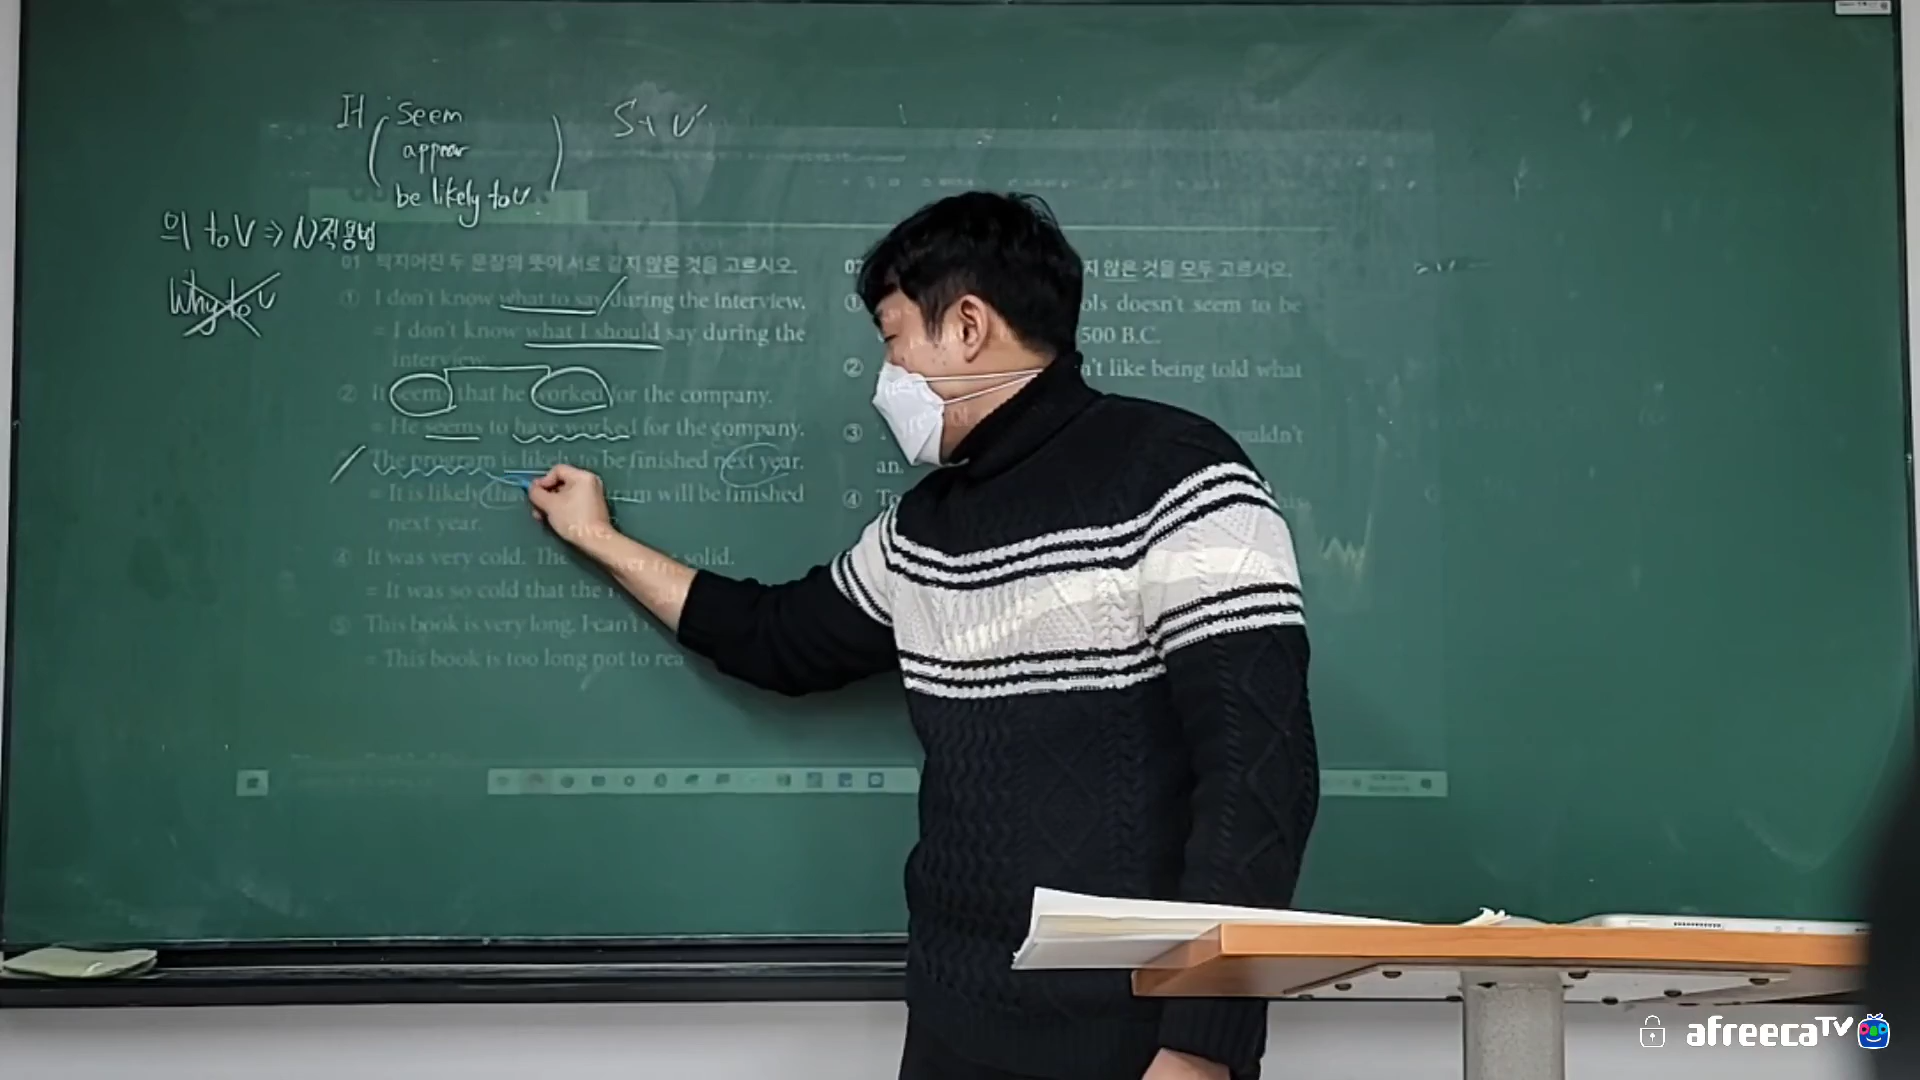 It seem S+V
appear
be likely to V
의 to V => N적용법
Why to V
01 짝지어진 두 문장의 뜻이 서로 같지 않은 것을 고르시오.
① I don't know what to say during the interview.
= I don't know what I should say during the
interview.
② It seems that he worked for the company.
= He seems to have worked for the company.
The program is likely to be finished next year.
= It is likely will be finished
next year.
④ It was very cold. The solid.
= It was so cold that the
⑤ This book is very long. I can't
= This book is too long not to rea
지 않은 것을 모두 고르시오.
① ols doesn't seem to be
500 B.C.
② n't like being told what
③ ouldn't
an.
④ To
afreecaTV